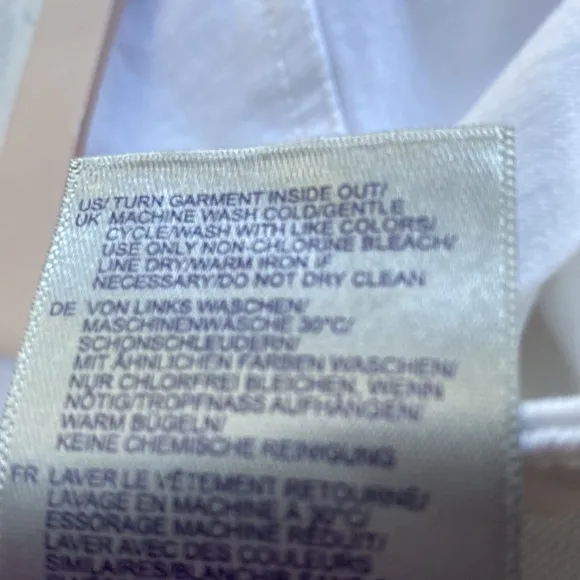 US/ TURN GARMENT INSIDE OUT/
UK MACHINE WASH COLD/GENTLE
CYCLE/WASH WITH LIKE COLORS/
USE ONLY NON-CHLORINE BLEACH/
LINE DRY/WARM IRON IF
NECESSARY/DO NOT DRY CLEAN
DE VON LINKS WASCHEN/
MASCHINENWÄSCHE 30°C/
SCHONSCHLEUDERN/
MIT ÄHNLICHEN FARBEN WASCHEN/
NUR CHLORFREI BLEICHEN, WENN
NÖTIG/TROPFNASS AUFHÄNGEN/
WARM BÜGELN/
KEINE CHEMISCHE REINIGUNG
FR LAVER LE VÊTEMENT RETOURNÉ/
LAVAGE EN MACHINE À 30°C/
ESSORAGE MACHINE RÉDUIT/
LAVER AVEC DES COULEURS
SIMILAIRES/BLANCHIR